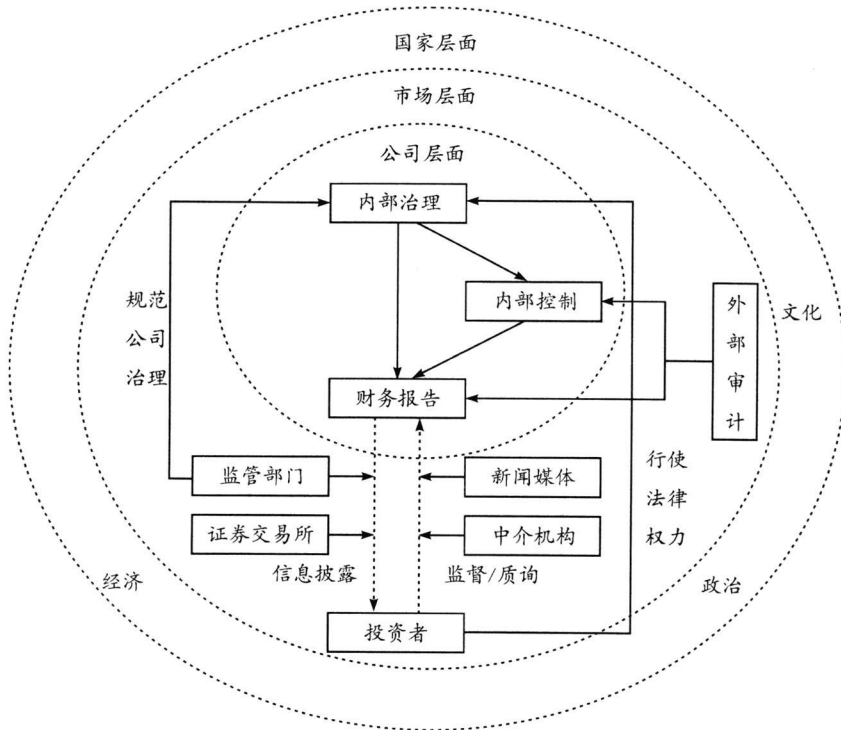 国家层面
市场层面
公司层面
内部治理
规范
公司
治理
内部控制
外
部
审
计
文化
财务报告
监管部门
新闻媒体
行使
法律
权力
证券交易所
中介机构
信息披露
监督/质询
经济
政治
投资者